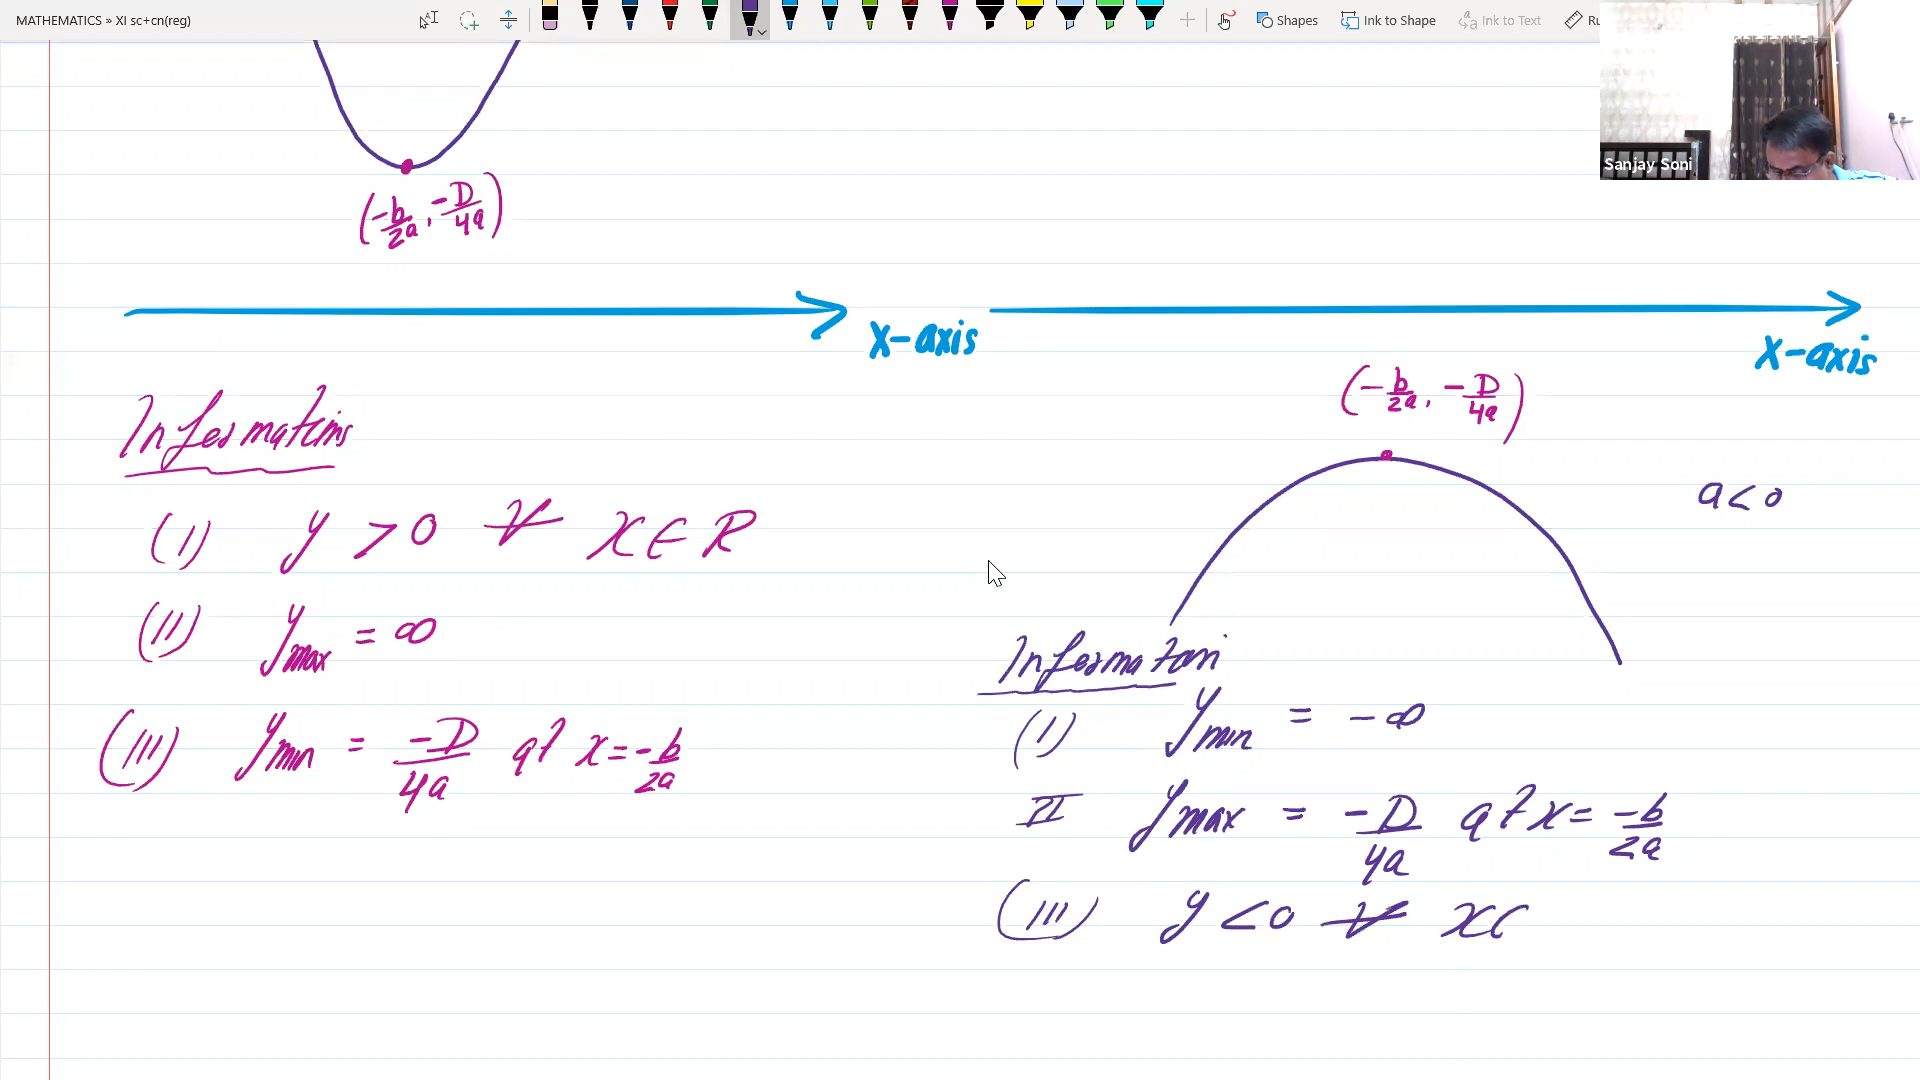 MATHEMATICS » XI sc+cn(reg)
Shapes
Ink to Shape
Ink to Text
Ru
Sanjay Soni
(-b/2a, -D/4a)
x-axis
x-axis
(-b/2a, -D/4a)
a<0
Informations
(I) y > 0 ∀ x ∈ R
(II) ymax = ∞
(III) ymin = -D/4a at x = -b/2a
Information
(I) ymin = -∞
II ymax = -D/4a at x = -b/2a
(III) y < 0 ∀ x